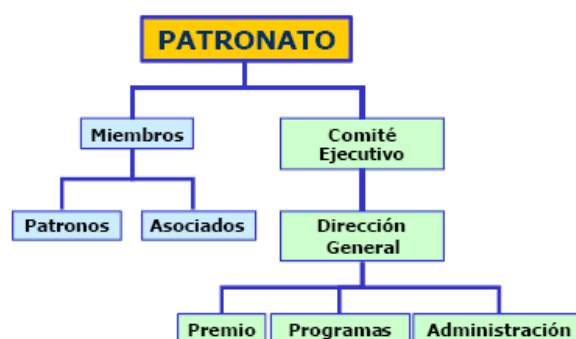 PATRONATO
Miembros
Comité
Ejecutivo
Patronos
Asociados
Dirección
General
Premio
Programas
Administración